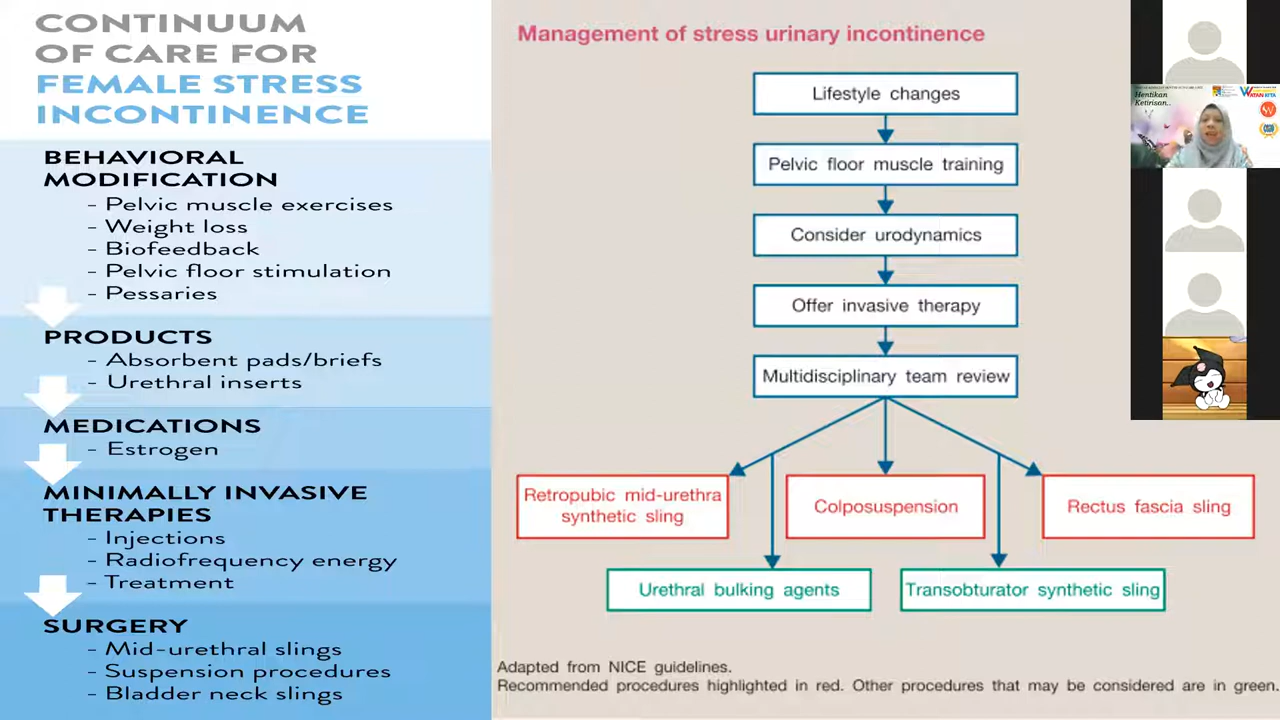 CONTINUUM
OF CARE FOR
FEMALE STRESS
INCONTINENCE
BEHAVIORAL
MODIFICATION
- Pelvic muscle exercises
- Weight loss
- Biofeedback
- Pelvic floor stimulation
- Pessaries
PRODUCTS
- Absorbent pads/briefs
- Urethral inserts
MEDICATIONS
- Estrogen
MINIMALLY INVASIVE
THERAPIES
- Injections
- Radiofrequency energy
- Treatment
SURGERY
- Mid-urethral slings
- Suspension procedures
- Bladder neck slings
Management of stress urinary incontinence
Lifestyle changes
Pelvic floor muscle training
Consider urodynamics
Offer invasive therapy
Multidisciplinary team review
Retropubic mid-urethra
synthetic sling
Colposuspension
Rectus fascia sling
Urethral bulking agents
Transobturator synthetic sling
Adapted from NICE guidelines.
Recommended procedures highlighted in red. Other procedures that may be considered are in green.
Hentikan
Ketirisan..